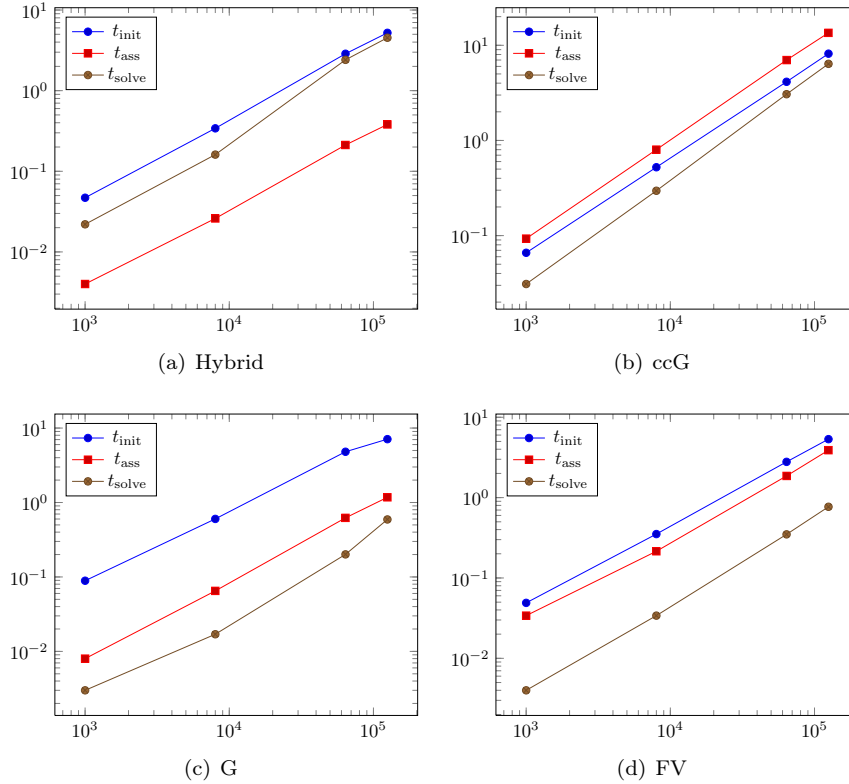 10^1
10^0
10^{-1}
10^{-2}
t_init
t_ass
t_solve
10^3 10^4 10^5
(a) Hybrid
10^1
10^0
10^{-1}
t_init
t_ass
t_solve
10^3 10^4 10^5
(b) ccG
10^1
10^0
10^{-1}
10^{-2}
t_init
t_ass
t_solve
10^3 10^4 10^5
(c) G
10^1
10^0
10^{-1}
10^{-2}
t_init
t_ass
t_solve
10^3 10^4 10^5
(d) FV